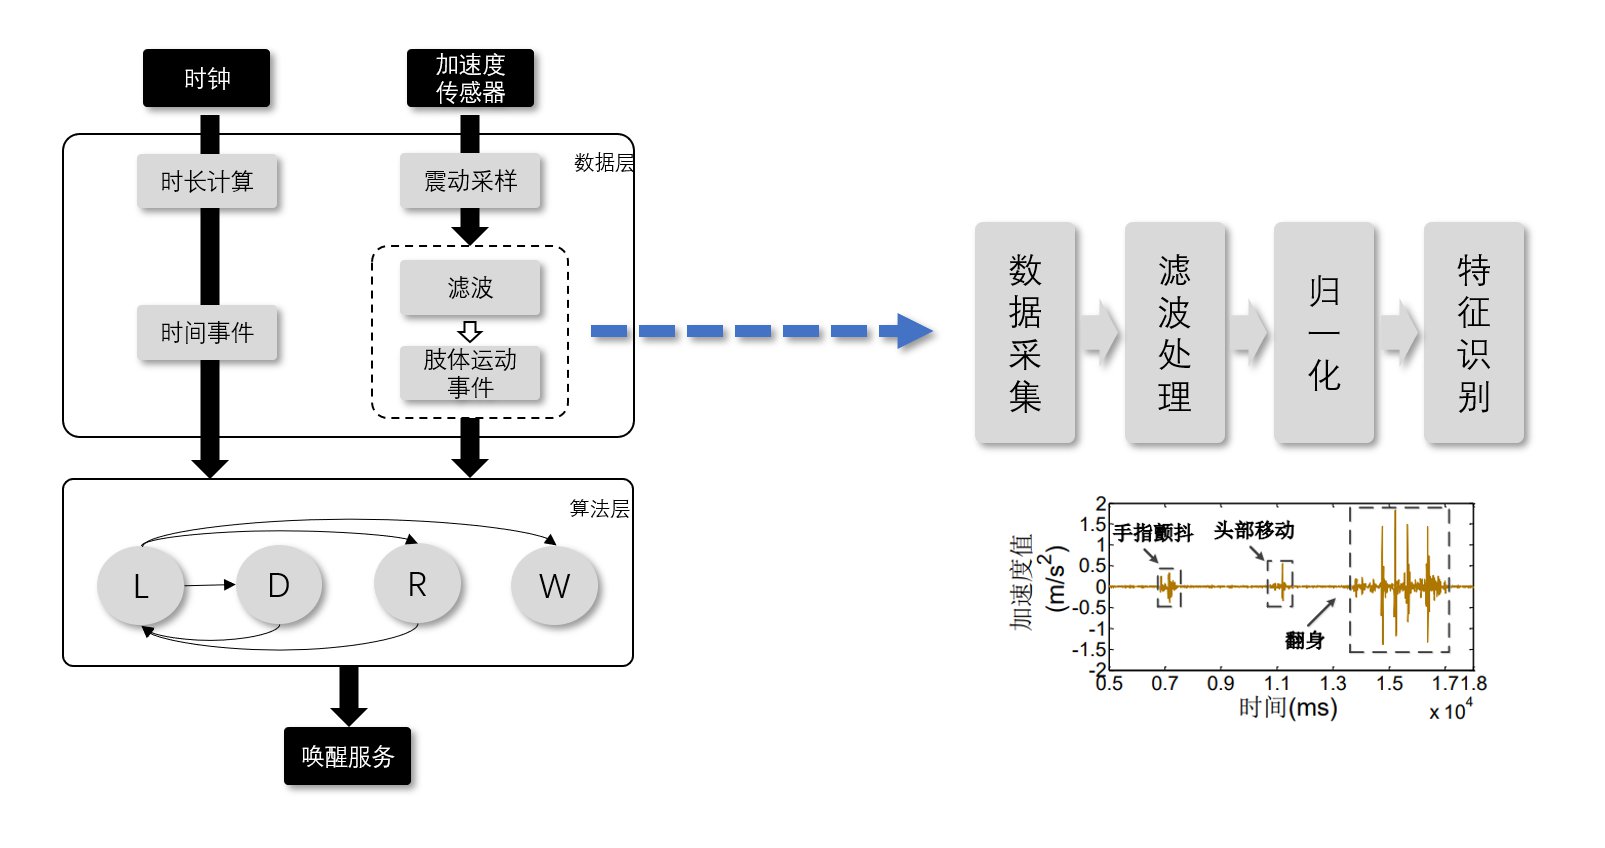 时钟
加速度
传感器
数据层
时长计算
震动采样
时间事件
滤波
肢体运动
事件
算法层
L
D
R
W
唤醒服务
数据采集
滤波处理
归一化
特征识别
手指颤抖
头部移动
翻身
加速度值
(m/s²)
2
1.5
1
0.5
0
-0.5
-1
-1.5
-2
0.5 0.7 0.9 1.1 1.3 1.5 1.7 1.8
时间(ms)
x 10⁴